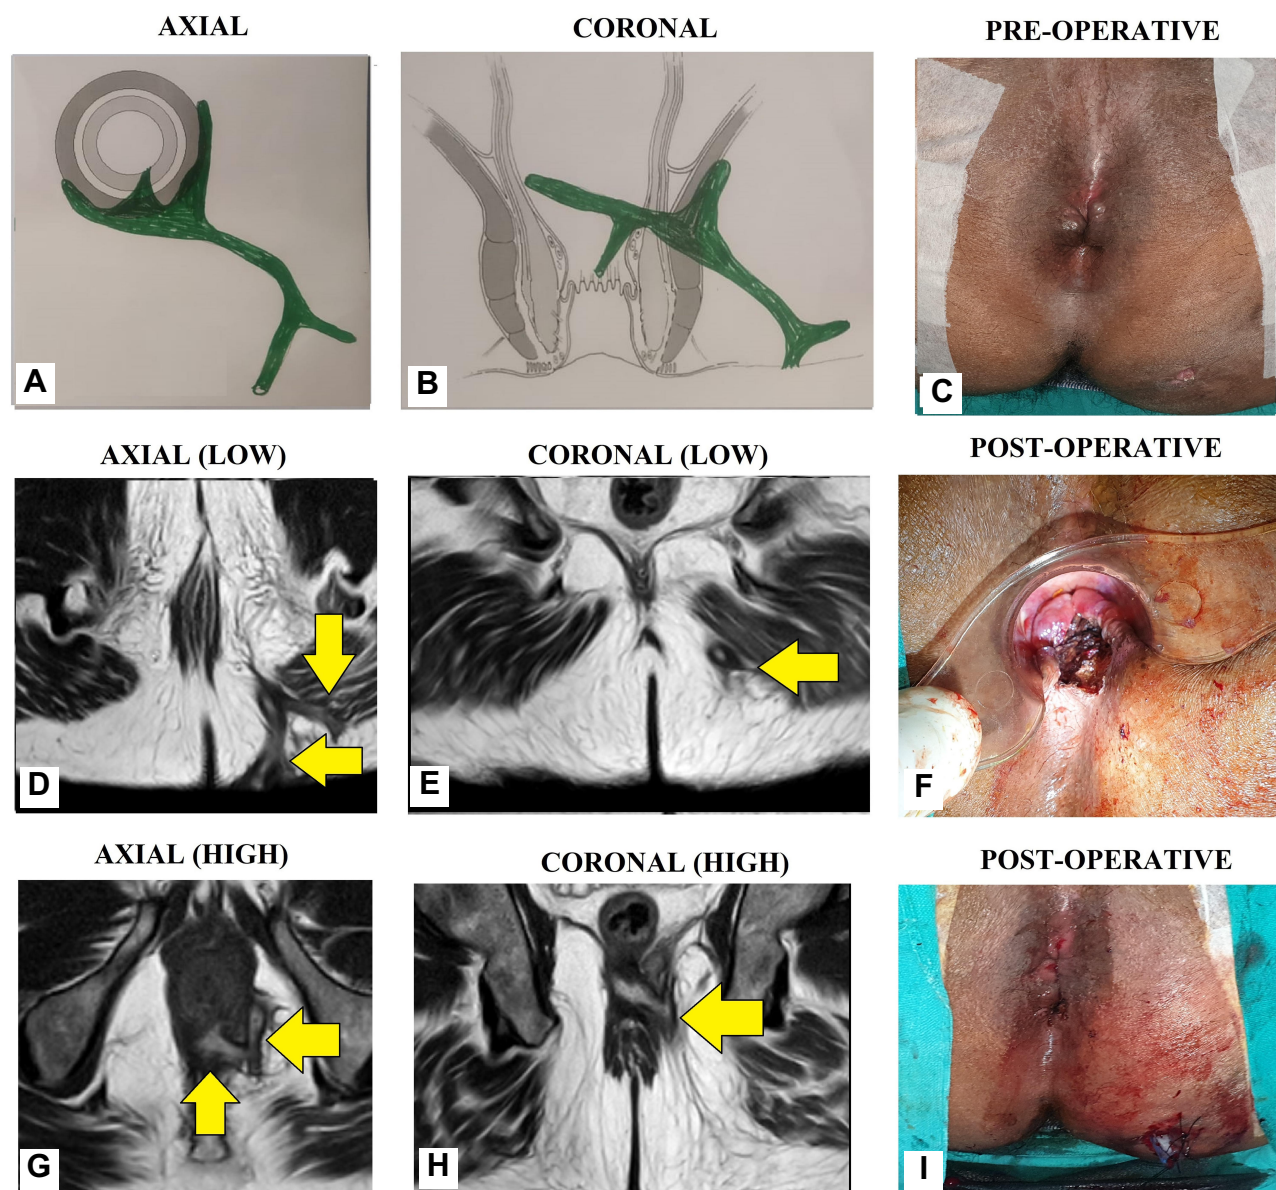 AXIAL
CORONAL
PRE-OPERATIVE
A
B
C
AXIAL (LOW)
CORONAL (LOW)
POST-OPERATIVE
D
E
F
AXIAL (HIGH)
CORONAL (HIGH)
POST-OPERATIVE
G
H
I